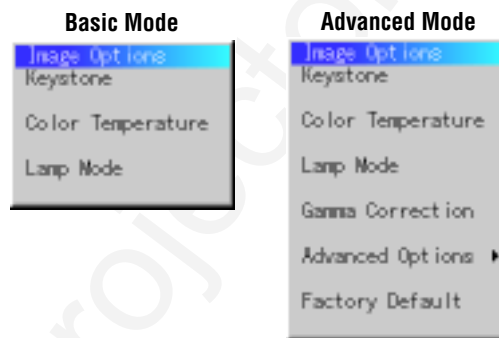 Basic Mode
Image Options
Keystone
Color Temperature
Lamp Mode
Advanced Mode
Image Options
Keystone
Color Temperature
Lamp Mode
Gamma Correction
Advanced Options
Factory Default